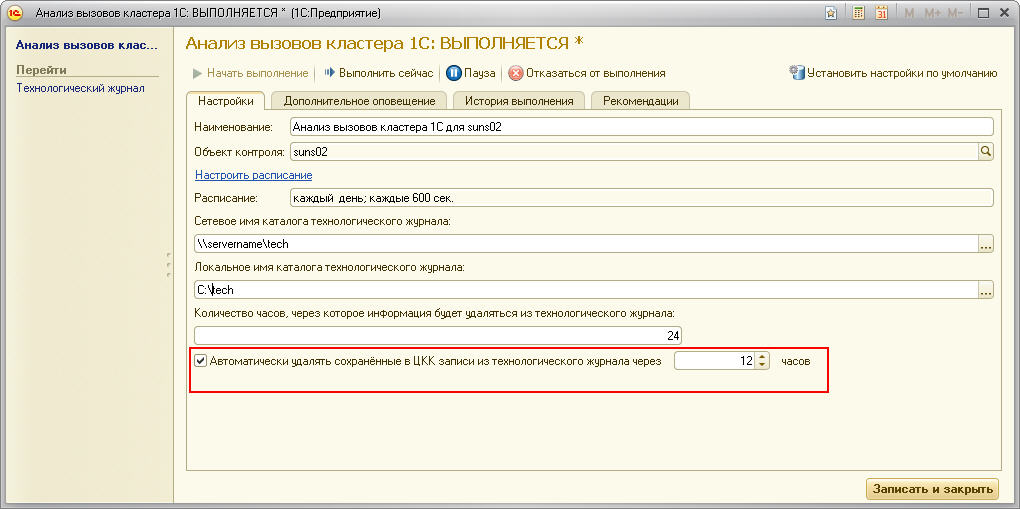 Анализ вызовов кластера 1С: ВЫПОЛНЯЕТСЯ * (1С:Предприятие)
M M+ M-
Анализ вызовов клас...
Перейти
Технологический журнал
Анализ вызовов кластера 1С: ВЫПОЛНЯЕТСЯ *
Начать выполнение Выполнить сейчас Пауза Отказаться от выполнения Установить настройки по умолчанию
Настройки Дополнительное оповещение История выполнения Рекомендации
Наименование: Анализ вызовов кластера 1С для suns02
Объект контроля: suns02
Настроить расписание
Расписание: каждый день; каждые 600 сек.
Сетевое имя каталога технологического журнала:
\\servername\tech ...
Локальное имя каталога технологического журнала:
C:\tech ...
Количество часов, через которое информация будет удаляться из технологического журнала:
24
Автоматически удалять сохранённые в ЦКК записи из технологического журнала через 12 часов
Записать и закрыть